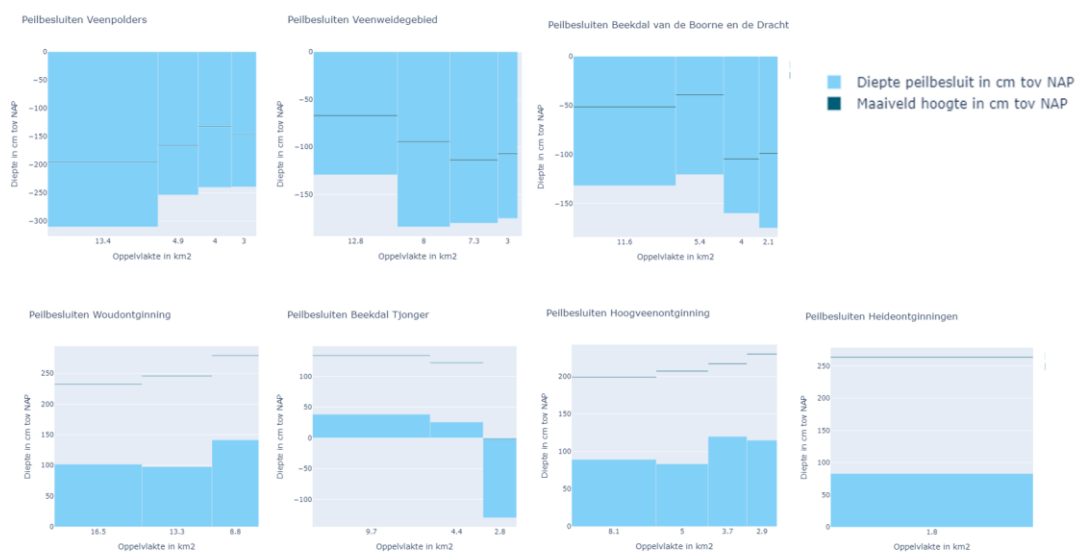 Peilbesluiten Veenpolders
Peilbesluiten Veenweidegebied
Peilbesluiten Beekdal van de Boorne en de Dracht
Diepte peilbesluit in cm tov NAP
Maaiveld hoogte in cm tov NAP
Diepte in cm tov NAP
0
−50
−100
−150
−200
−250
−300
13.4
4.9
4
3
Oppelvlakte in km2
Diepte in cm tov NAP
0
−50
−100
−150
12.8
8
7.3
3
Oppelvlakte in km2
Diepte in cm tov NAP
0
−50
−100
−150
11.6
5.4
4
2.1
Oppelvlakte in km2
Peilbesluiten Woudontginning
Peilbesluiten Beekdal Tjonger
Peilbesluiten Hoogveenontginning
Peilbesluiten Heideontginningen
Diepte in cm tov NAP
250
200
150
100
50
0
16.5
13.3
8.8
Oppelvlakte in km2
Diepte in cm tov NAP
100
50
0
−50
−100
9.7
4.4
2.8
Oppelvlakte in km2
Diepte in cm tov NAP
200
150
100
50
0
8.1
5
3.7
2.9
Oppelvlakte in km2
Diepte in cm tov NAP
250
200
150
100
50
0
1.8
Oppelvlakte in km2